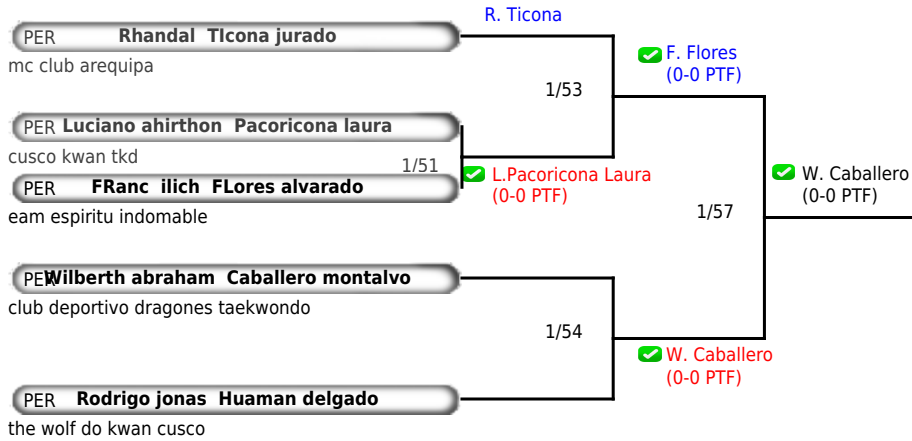 R. Ticona
PER Rhandal TIcona jurado
mc club arequipa
F. Flores
(0-0 PTF)
1/53
PER Luciano ahirthon Pacoricona laura
cusco kwan tkd
1/51
L.Pacoricona Laura
(0-0 PTF)
PER FRanc ilich FLores alvarado
eam espiritu indomable
W. Caballero
(0-0 PTF)
1/57
PER Wilberth abraham Caballero montalvo
club deportivo dragones taekwondo
1/54
W. Caballero
(0-0 PTF)
PER Rodrigo jonas Huaman delgado
the wolf do kwan cusco